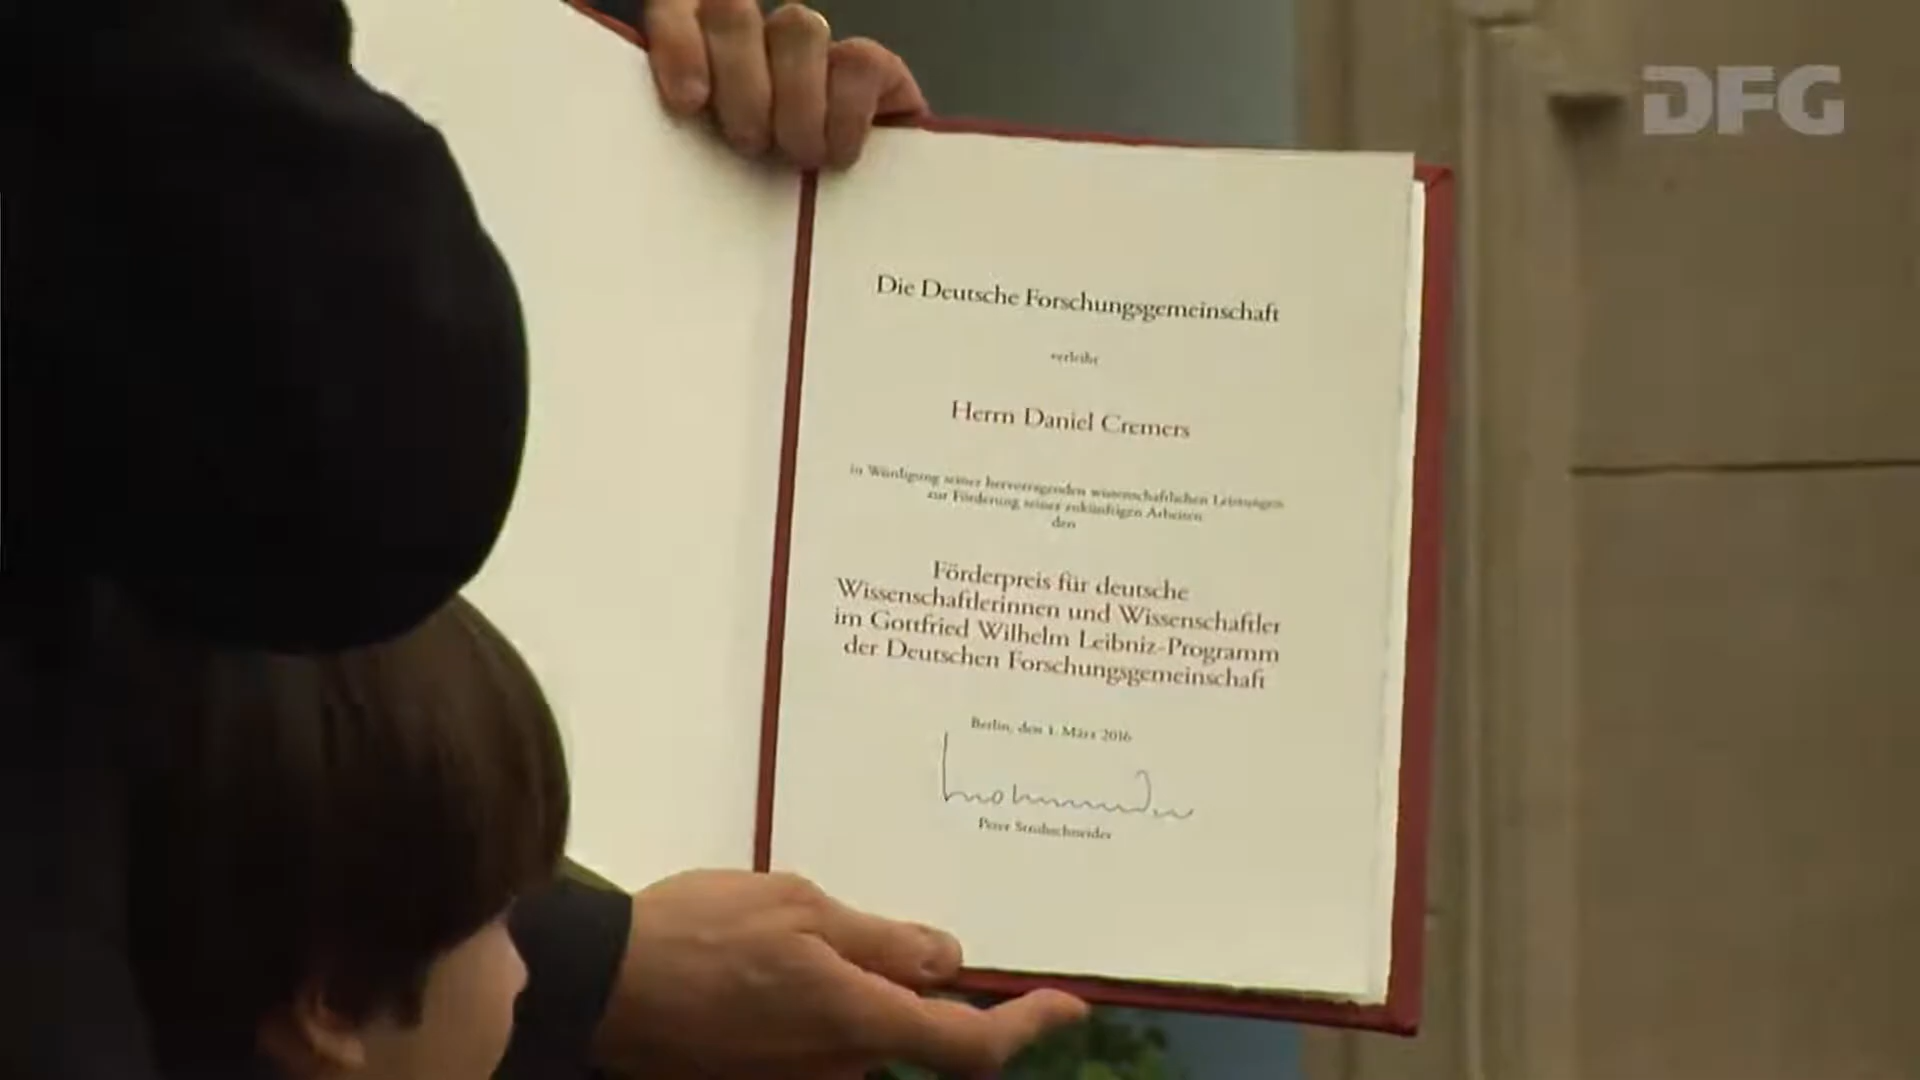 DFG
Die Deutsche Forschungsgemeinschaft
verleiht
Herrn Daniel Cremers
in Würdigung seiner hervorragenden wissenschaftlichen Leistungen
zur Förderung seiner zukünftigen Arbeiten
den
Förderpreis für deutsche
Wissenschaftlerinnen und Wissenschaftler
im Gottfried Wilhelm Leibniz-Programm
der Deutschen Forschungsgemeinschaft
Berlin, den 1. März 2016
Peter Strohschneider